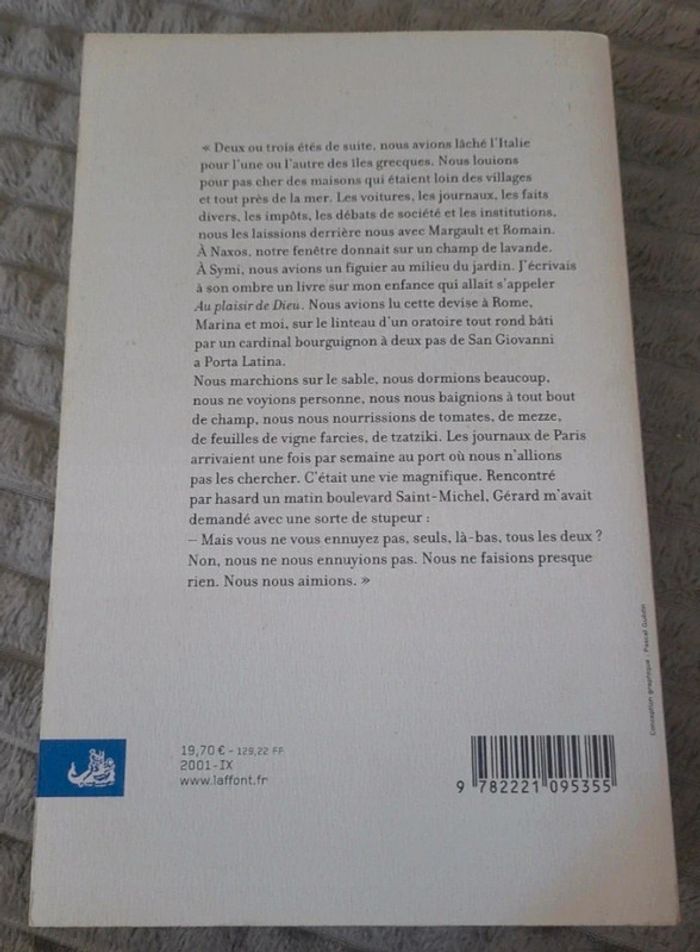 « Deux ou trois étés de suite, nous avions lâché l'Italie
pour l'une ou l'autre des îles grecques. Nous louions
pour pas cher des maisons qui étaient loin des villages
et tout près de la mer. Les voitures, les journaux, les faits
divers, les impôts, les débats de société et les institutions,
nous les laissions derrière nous avec Margault et Romain.
À Naxos, notre fenêtre donnait sur un champ de lavande.
À Symi, nous avions un figuier au milieu du jardin. J'écrivais
à son ombre un livre sur mon enfance qui allait s'appeler
Au plaisir de Dieu. Nous avions lu cette devise à Rome,
Marina et moi, sur le linteau d'un oratoire tout rond bâti
par un cardinal bourguignon à deux pas de San Giovanni
a Porta Latina.
Nous marchions sur le sable, nous dormions beaucoup,
nous ne voyions personne, nous nous baignions à tout bout
de champ, nous nous nourrissions de tomates, de mezze,
de feuilles de vigne farcies, de tzatziki. Les journaux de Paris
arrivaient une fois par semaine au port où nous n'allions
pas les chercher. C'était une vie magnifique. Rencontré
par hasard un matin boulevard Saint-Michel, Gérard m'avait
demandé avec une sorte de stupeur :
– Mais vous ne vous ennuyez pas, seuls, là-bas, tous les deux ?
Non, nous ne nous ennuyions pas. Nous ne faisions presque
rien. Nous nous aimions. »
Conception graphique : Pascal Guédin
19,70 € - 129,22 FF
2001-IX
www.laffont.fr
9 782221 095355